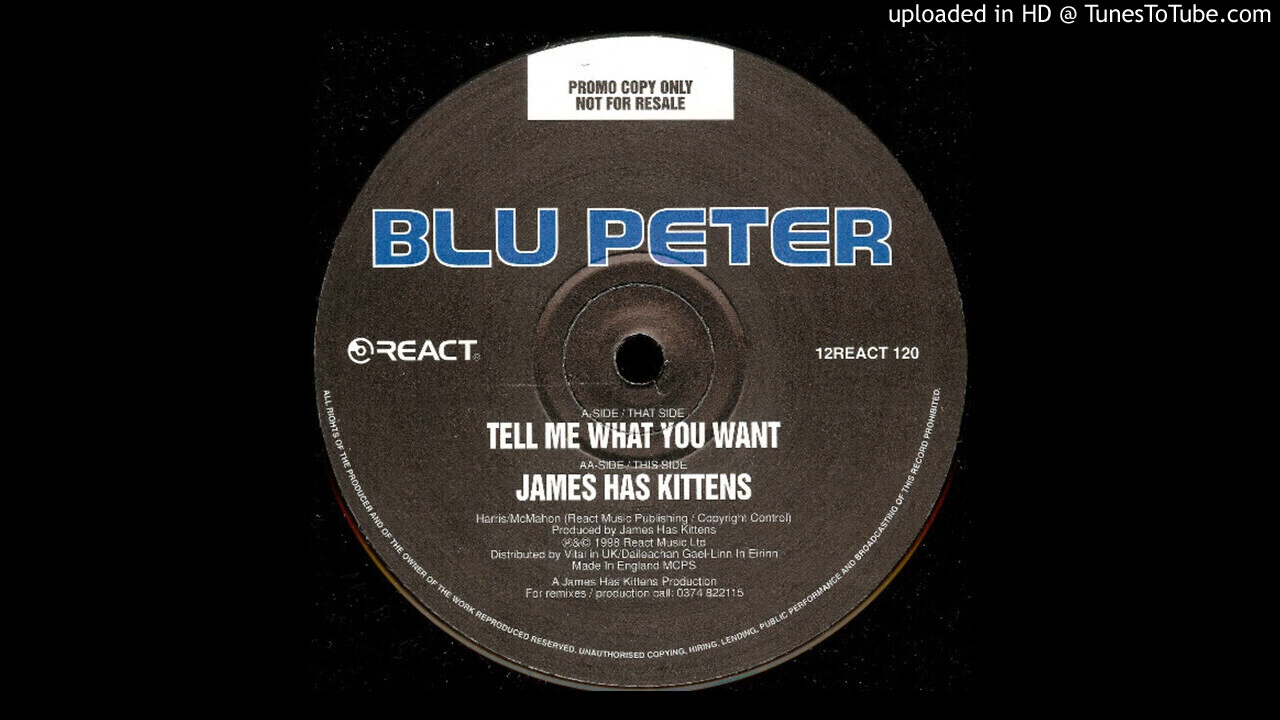 uploaded in HD @ TunesToTube.com
PROMO COPY ONLY
NOT FOR RESALE
BLU PETER
REACT
12REACT 120
A-SIDE / THAT SIDE
TELL ME WHAT YOU WANT
AA-SIDE / THIS SIDE
JAMES HAS KITTENS
Harris/McMahon (React Music Publishing / Copyright Control)
Produced by James Has Kittens
℗&© 1998 React Music Ltd
Distributed by Vital in UK/Daileachan Gael-Linn In Eirinn
Made In England MCPS
A James Has Kittens Production
For remixes / production call: 0374 822115
ALL RIGHTS OF THE PRODUCER AND OF THE OWNER OF THE WORK REPRODUCED RESERVED. UNAUTHORISED COPYING, HIRING, LENDING, PUBLIC PERFORMANCE AND BROADCASTING OF THIS RECORD PROHIBITED.